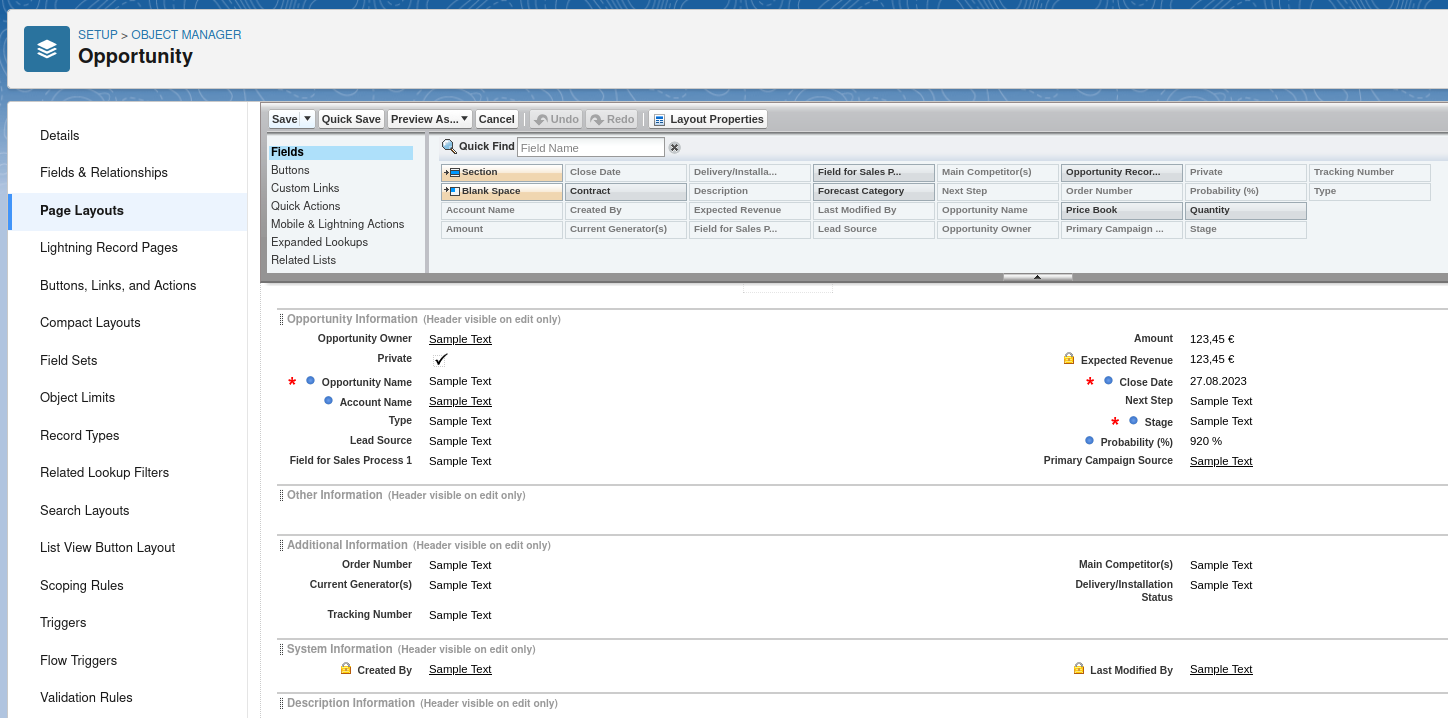 SETUP > OBJECT MANAGER
Opportunity
Details
Fields & Relationships
Page Layouts
Lightning Record Pages
Buttons, Links, and Actions
Compact Layouts
Field Sets
Object Limits
Record Types
Related Lookup Filters
Search Layouts
List View Button Layout
Scoping Rules
Triggers
Flow Triggers
Validation Rules
Save Quick Save Preview As... Cancel Undo Redo Layout Properties
Fields
Buttons
Custom Links
Quick Actions
Mobile & Lightning Actions
Expanded Lookups
Related Lists
Quick Find Field Name
Section Close Date Delivery/Installa... Field for Sales P... Main Competitor(s) Opportunity Recor... Private Tracking Number
Blank Space Contract Description Forecast Category Next Step Order Number Probability (%) Type
Account Name Created By Expected Revenue Last Modified By Opportunity Name Price Book Quantity
Amount Current Generator(s) Field for Sales P... Lead Source Opportunity Owner Primary Campaign ... Stage
Opportunity Information (Header visible on edit only)
Opportunity Owner Sample Text Amount 123,45 €
Private Expected Revenue 123,45 €
* Opportunity Name Sample Text * Close Date 27.08.2023
Account Name Sample Text Next Step Sample Text
Type Sample Text * Stage Sample Text
Lead Source Sample Text Probability (%) 920 %
Field for Sales Process 1 Sample Text Primary Campaign Source Sample Text
Other Information (Header visible on edit only)
Additional Information (Header visible on edit only)
Order Number Sample Text Main Competitor(s) Sample Text
Current Generator(s) Sample Text Delivery/Installation Sample Text
Status
Tracking Number Sample Text
System Information (Header visible on edit only)
Created By Sample Text Last Modified By Sample Text
Description Information (Header visible on edit only)